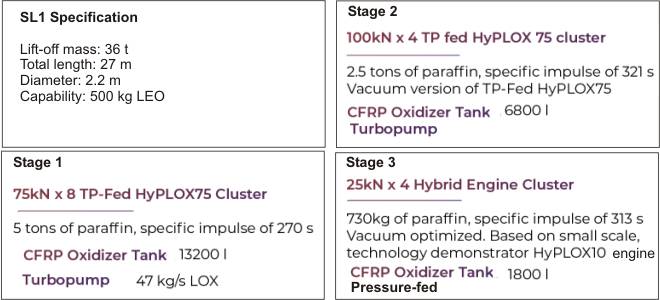 SL1 Specification
Lift-off mass: 36 t
Total length: 27 m
Diameter: 2.2 m
Capability: 500 kg LEO
Stage 2
100kN x 4 TP fed HyPLOX 75 cluster
2.5 tons of paraffin, specific impulse of 321 s
Vacuum version of TP-Fed HyPLOX75
CFRP Oxidizer Tank 6800 l
Turbopump
Stage 1
75kN x 8 TP-Fed HyPLOX75 Cluster
5 tons of paraffin, specific impulse of 270 s
CFRP Oxidizer Tank 13200 l
Turbopump 47 kg/s LOX
Stage 3
25kN x 4 Hybrid Engine Cluster
730kg of paraffin, specific impulse of 313 s
Vacuum optimized. Based on small scale,
technology demonstrator HyPLOX10 engine
CFRP Oxidizer Tank 1800 l
Pressure-fed